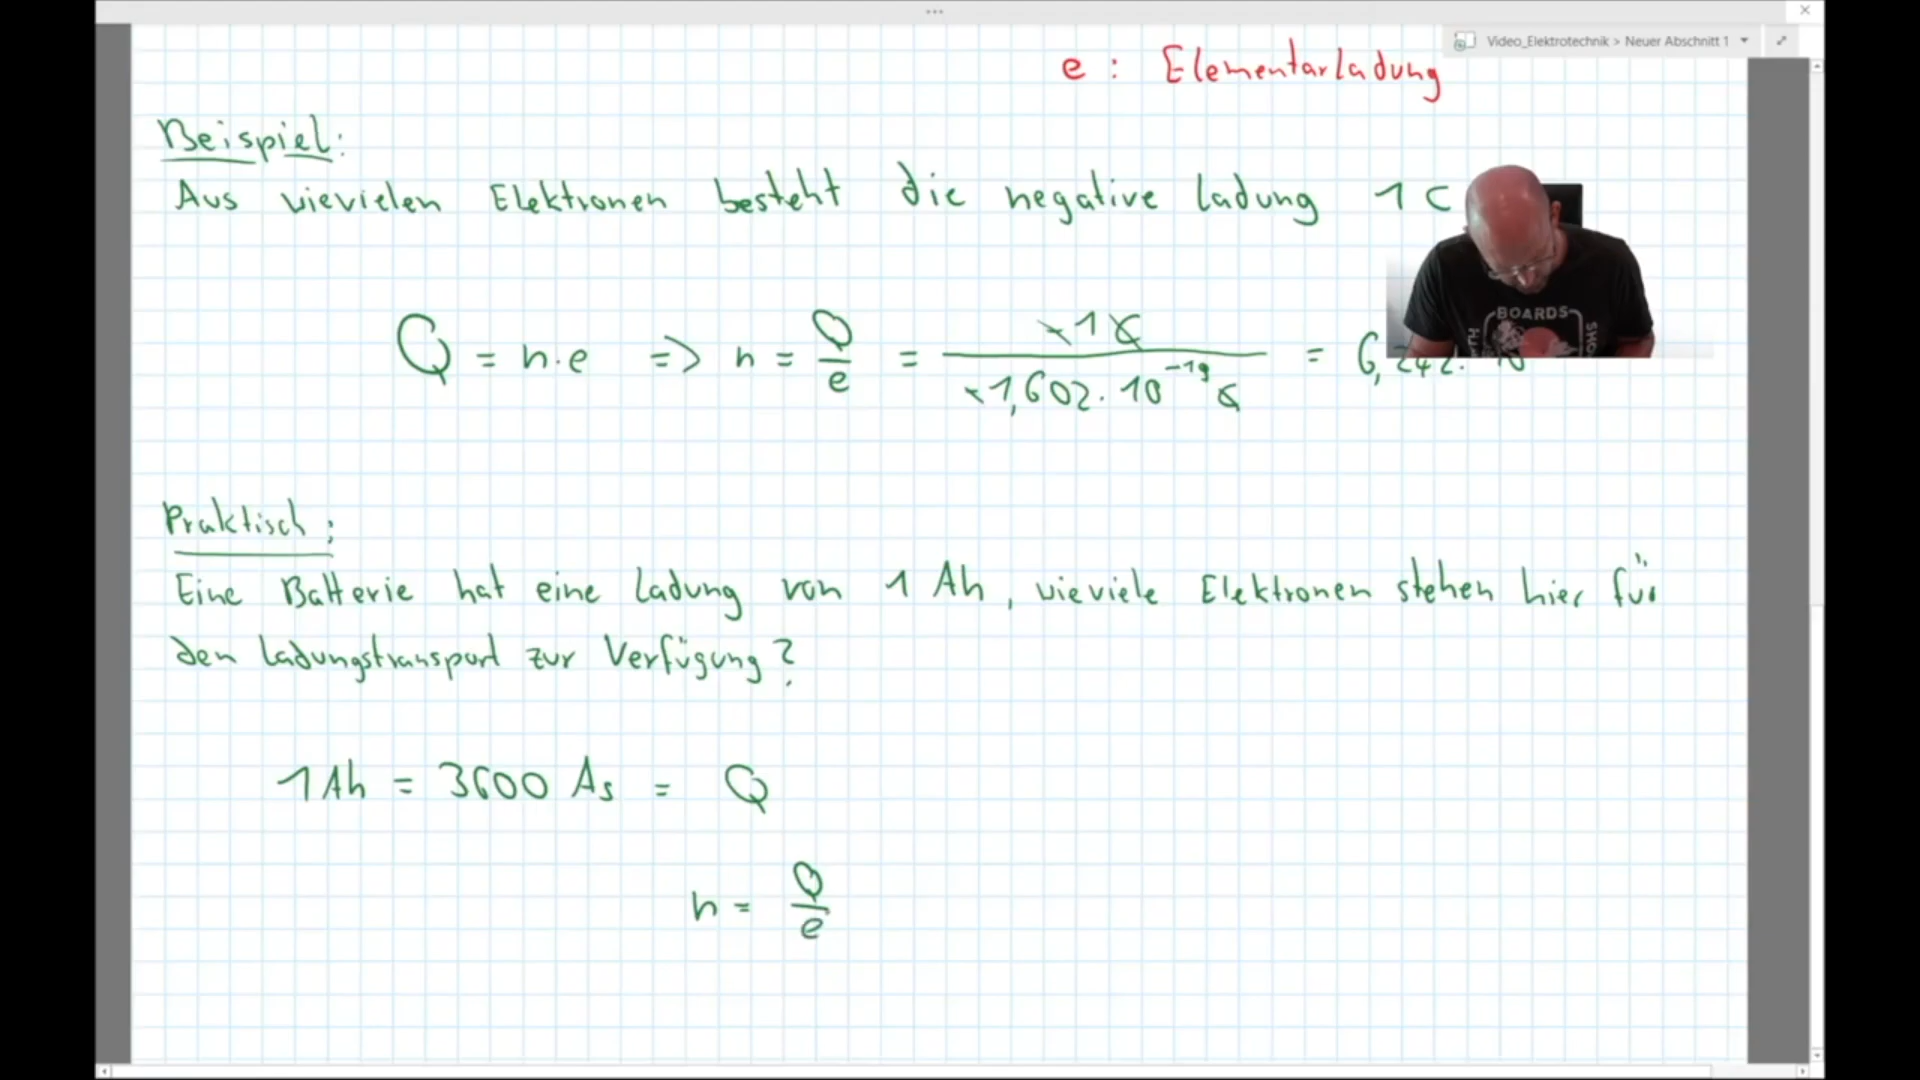 Video_Elektrotechnik > Neuer Abschnitt 1
e : Elementarladung
Beispiel:
Aus wievielen Elektronen besteht die negative Ladung 1 C
BOARDS
Q = n·e => n = Q/e = -1 C / -1,602·10⁻¹⁹ C = 6,242·10
Praktisch:
Eine Batterie hat eine Ladung von 1 Ah, wieviele Elektronen stehen hier für
den Ladungstransport zur Verfügung?
1 Ah = 3600 As = Q
n = Q/e